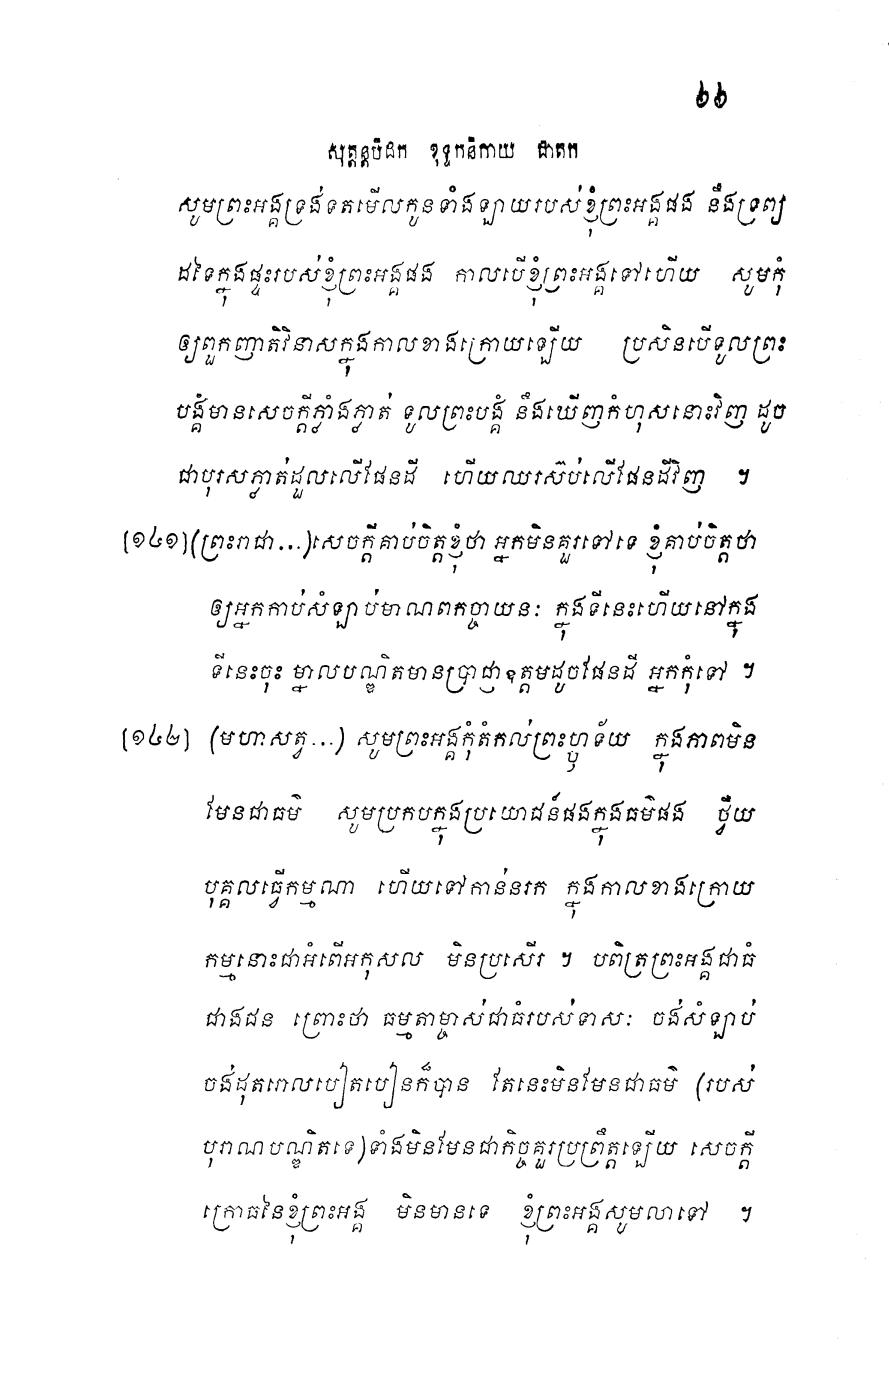 ៦៦
សុត្តន្តបិដក ខុទ្ទកនិកាយ ជាតក
សូមព្រះអង្គទ្រង់ទតមើលកូនទាំងឡាយរបស់ខ្ញុំព្រះអង្គផង នឹងទ្រព្យ
ដទៃក្នុងផ្ទះរបស់ខ្ញុំព្រះអង្គផង កាលបើខ្ញុំព្រះអង្គទៅហើយ សូមកុំ
ឲ្យពួកញាតិវិនាសក្នុងកាលខាងក្រោយឡើយ ប្រសិនបើទូលព្រះ
បង្គំមានសេចក្តីភ្លាំងភ្លាត់ ទូលព្រះបង្គំ នឹងឃើញកំហុសនោះវិញ ដូច
ជាបុរសភ្លាត់ដួលលើផែនដី ហើយឈរស៊ប់លើផែនដីវិញ ។
[១៤១] (ព្រះរាជា...) សេចក្តីគាប់ចិត្តខ្ញុំថា អ្នកមិនគួរទៅទេ ខ្ញុំគាប់ចិត្តថា
ឲ្យអ្នកកាប់សំឡាប់មាណពកច្ចាយនៈ ក្នុងទីនេះហើយនៅក្នុង
ទីនេះចុះ ម្នាលបណ្ឌិតមានប្រាជ្ញាឧត្តមដូចផែនដី អ្នកកុំទៅ ។
[១៤២] (មហាសត្វ...) សូមព្រះអង្គកុំតំកល់ព្រះហ្ឫទ័យ ក្នុងភាពមិន
មែនជាធម៌ សូមប្រកបក្នុងប្រយោជន៍ផងក្នុងធម៌ផង ថ្វឺយ
បុគ្គលធ្វើកម្មណា ហើយទៅកាន់នរក ក្នុងកាលខាងក្រោយ
កម្មនោះជាអំពើអកុសល មិនប្រសើរ ។ បពិត្រព្រះអង្គជាធំ
ជាងជន ព្រោះថា ធម្មតាម្ចាស់ជាធំរបស់ទាសៈ ចង់សំឡាប់
ចង់ដុតពេលបៀតបៀនក៏បាន តែនេះមិនមែនជាធម៌ (របស់
បុរាណបណ្ឌិតទេ) ទាំងមិនមែនជាកិច្ចគួរប្រព្រឹត្តឡើយ សេចក្តី
ក្រោធនៃខ្ញុំព្រះអង្គ មិនមានទេ ខ្ញុំព្រះអង្គសូមលាទៅ ។